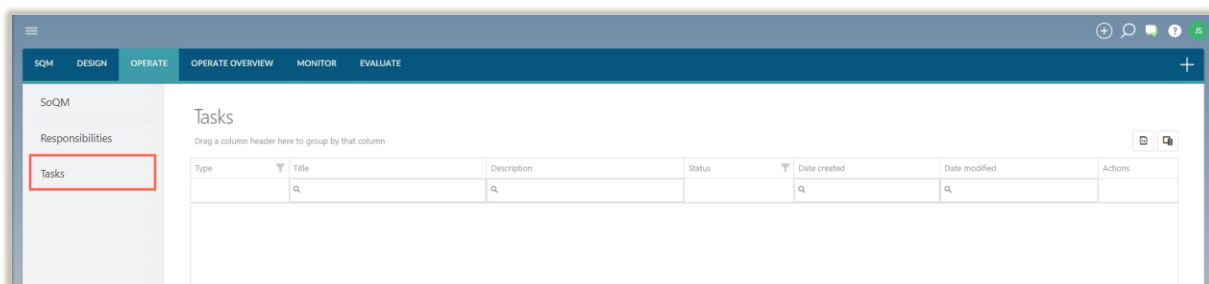 JS
SQM DESIGN OPERATE OPERATE OVERVIEW MONITOR EVALUATE
SoQM
Responsibilities
Tasks
Tasks
Drag a column header here to group by that column
Type Title Description Status Date created Date modified Actions